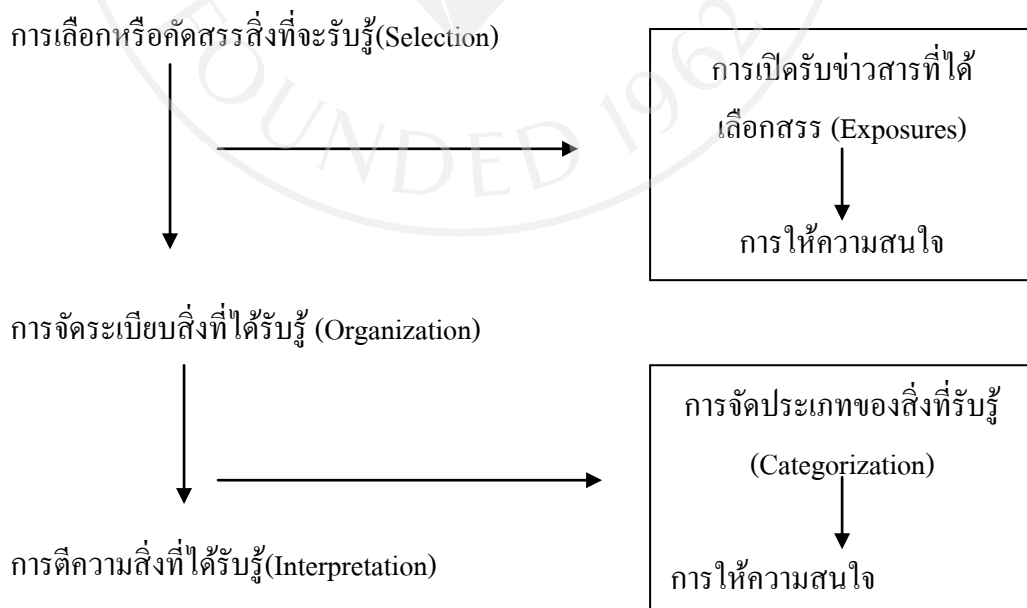 การเลือกหรือคัดสรรสิ่งที่จะรับรู้(Selection)
การเปิดรับข่าวสารที่ได้
เลือกสรร (Exposures)
การให้ความสนใจ
การจัดระเบียบสิ่งที่ได้รับรู้ (Organization)
การจัดประเภทของสิ่งที่รับรู้
(Categorization)
การตีความสิ่งที่ได้รับรู้(Interpretation)
การให้ความสนใจ
FOUNDED 1962